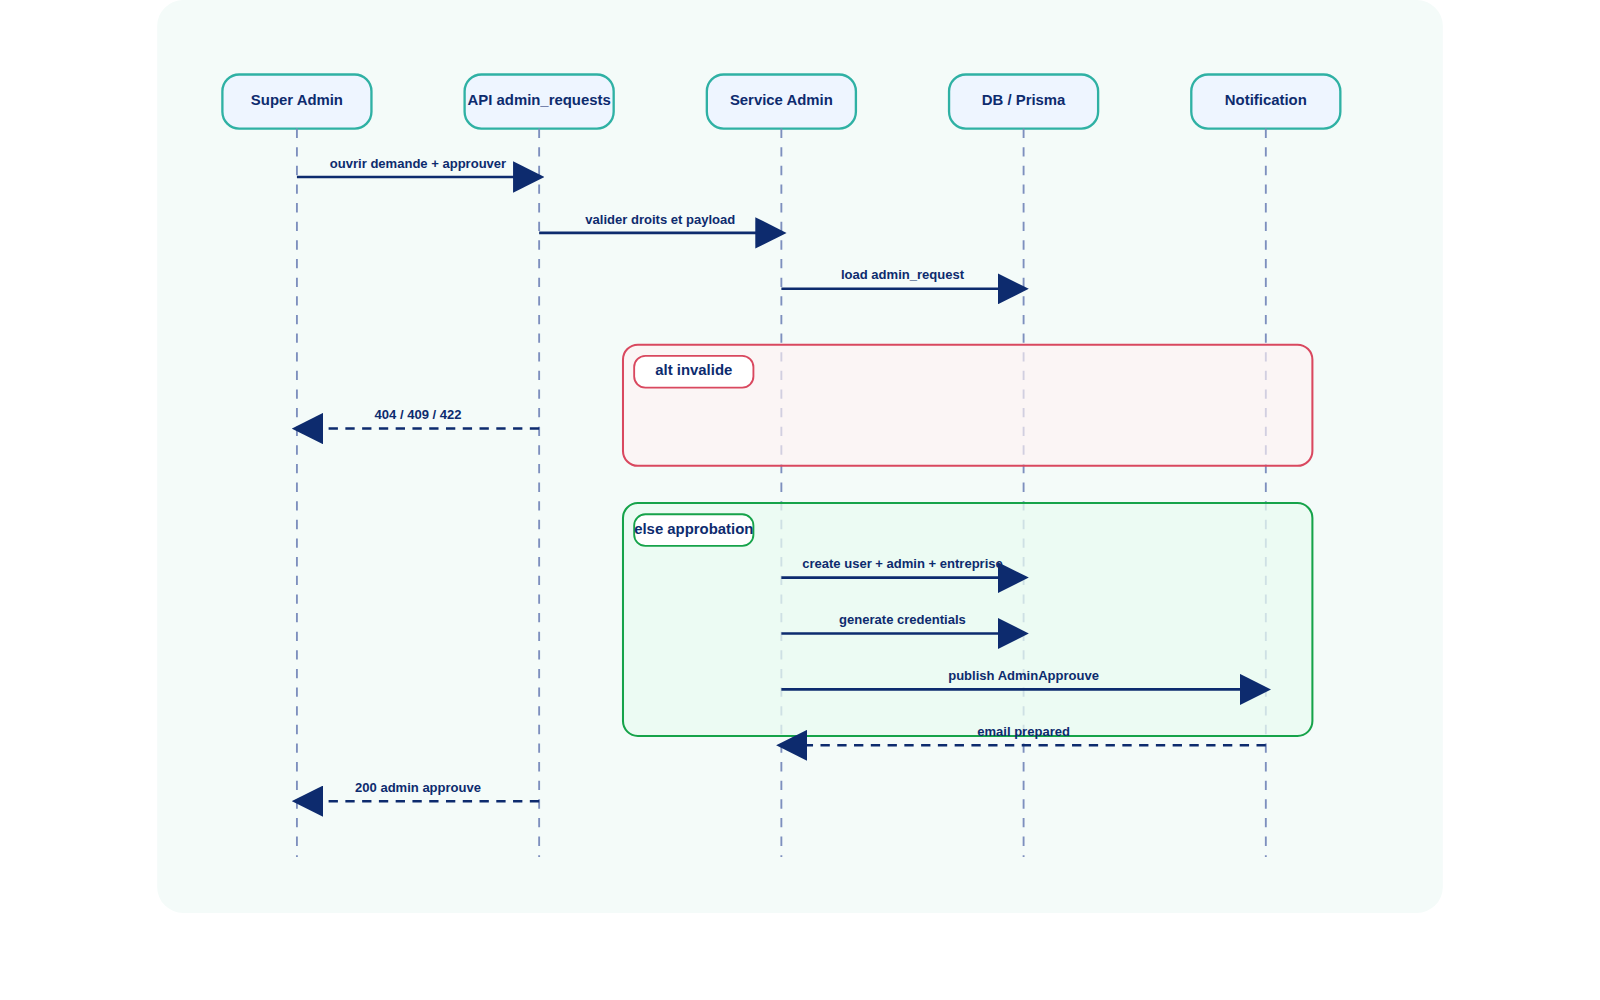 Super Admin
API admin_requests
Service Admin
DB / Prisma
Notification
ouvrir demande + approuver
valider droits et payload
load admin_request
alt invalide
404 / 409 / 422
else approbation
create user + admin + entreprise
generate credentials
publish AdminApprouve
email prepared
200 admin approuve